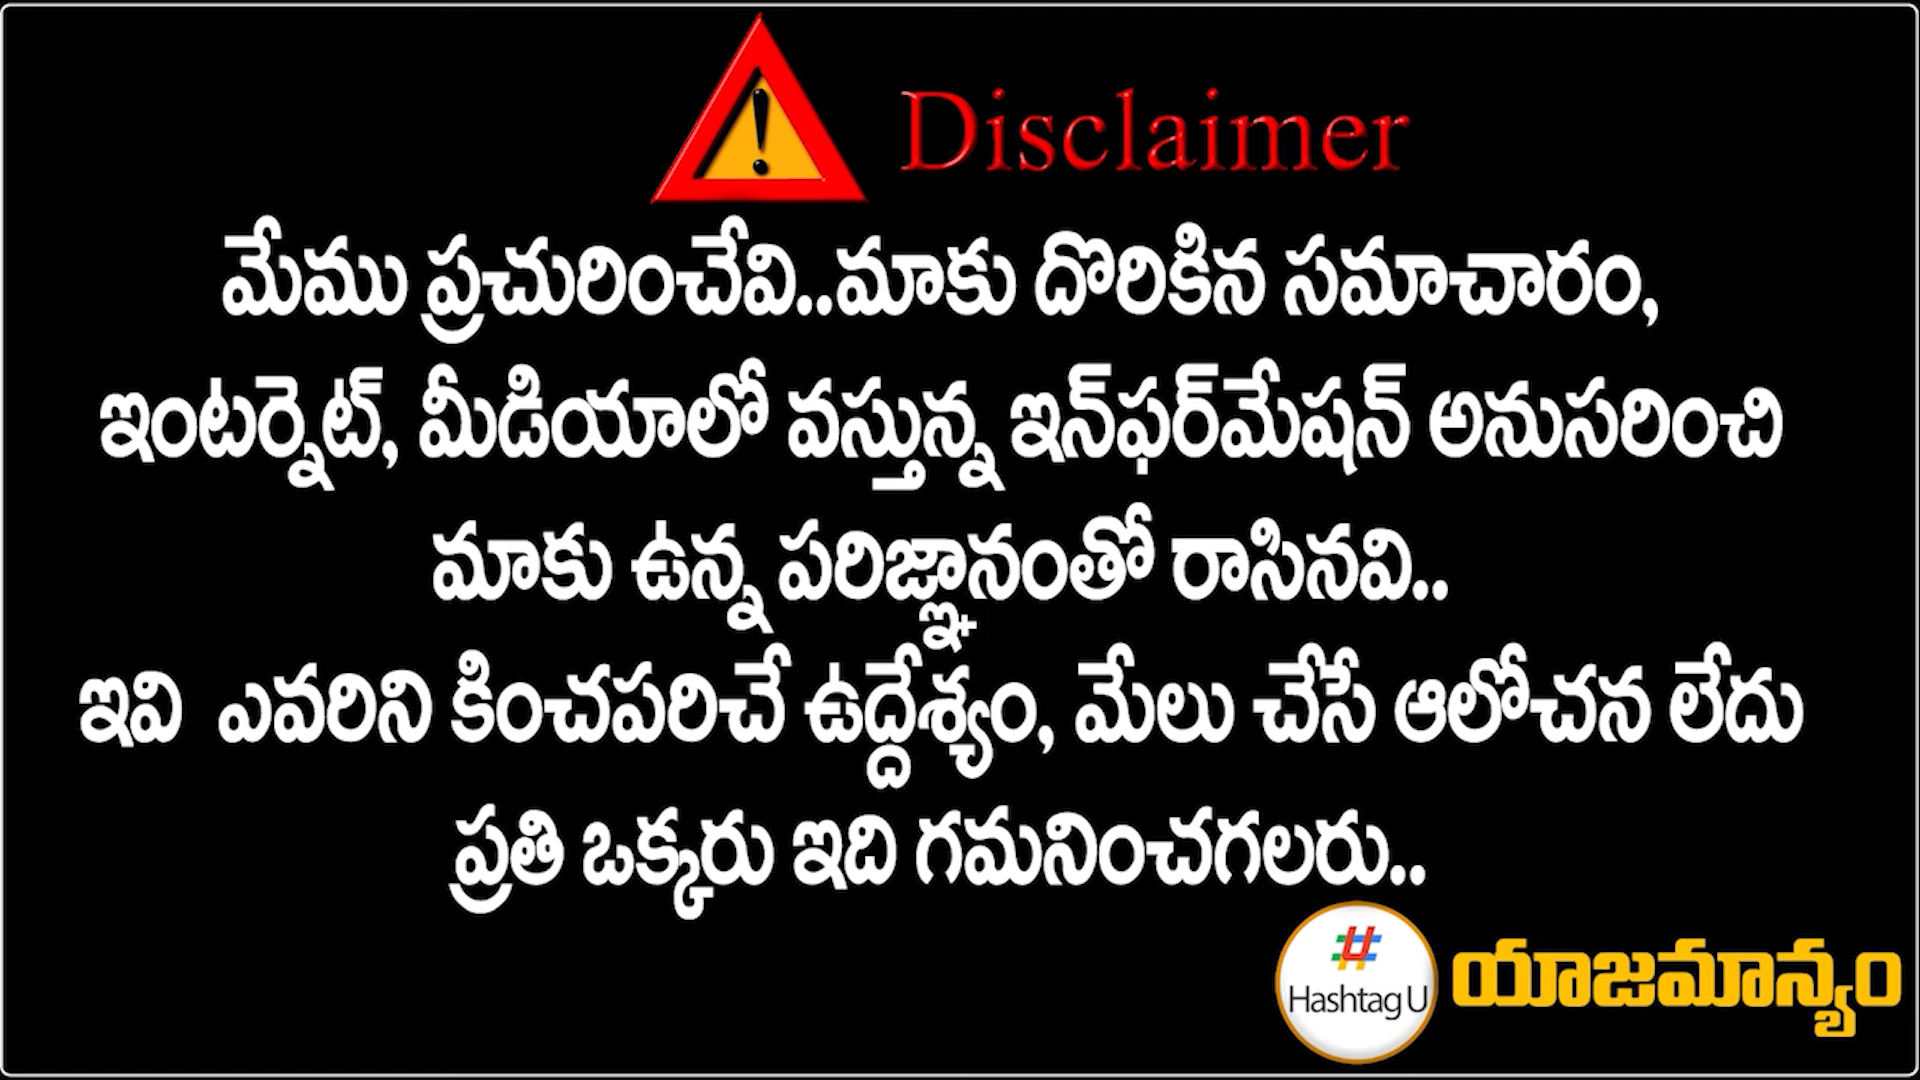 Disclaimer
మేము ప్రచురించేవి..మాకు దొరికిన సమాచారం,
ఇంటర్నెట్, మీడియాలో వస్తున్న ఇన్‌ఫర్‌మేషన్ అనుసరించి
మాకు ఉన్న పరిజ్ఞానంతో రాసినవి..
ఇవి ఎవరిని కించపరిచే ఉద్దేశ్యం, మేలు చేసే ఆలోచన లేదు
ప్రతి ఒక్కరు ఇది గమనించగలరు..
Hashtag U యాజమాన్యం